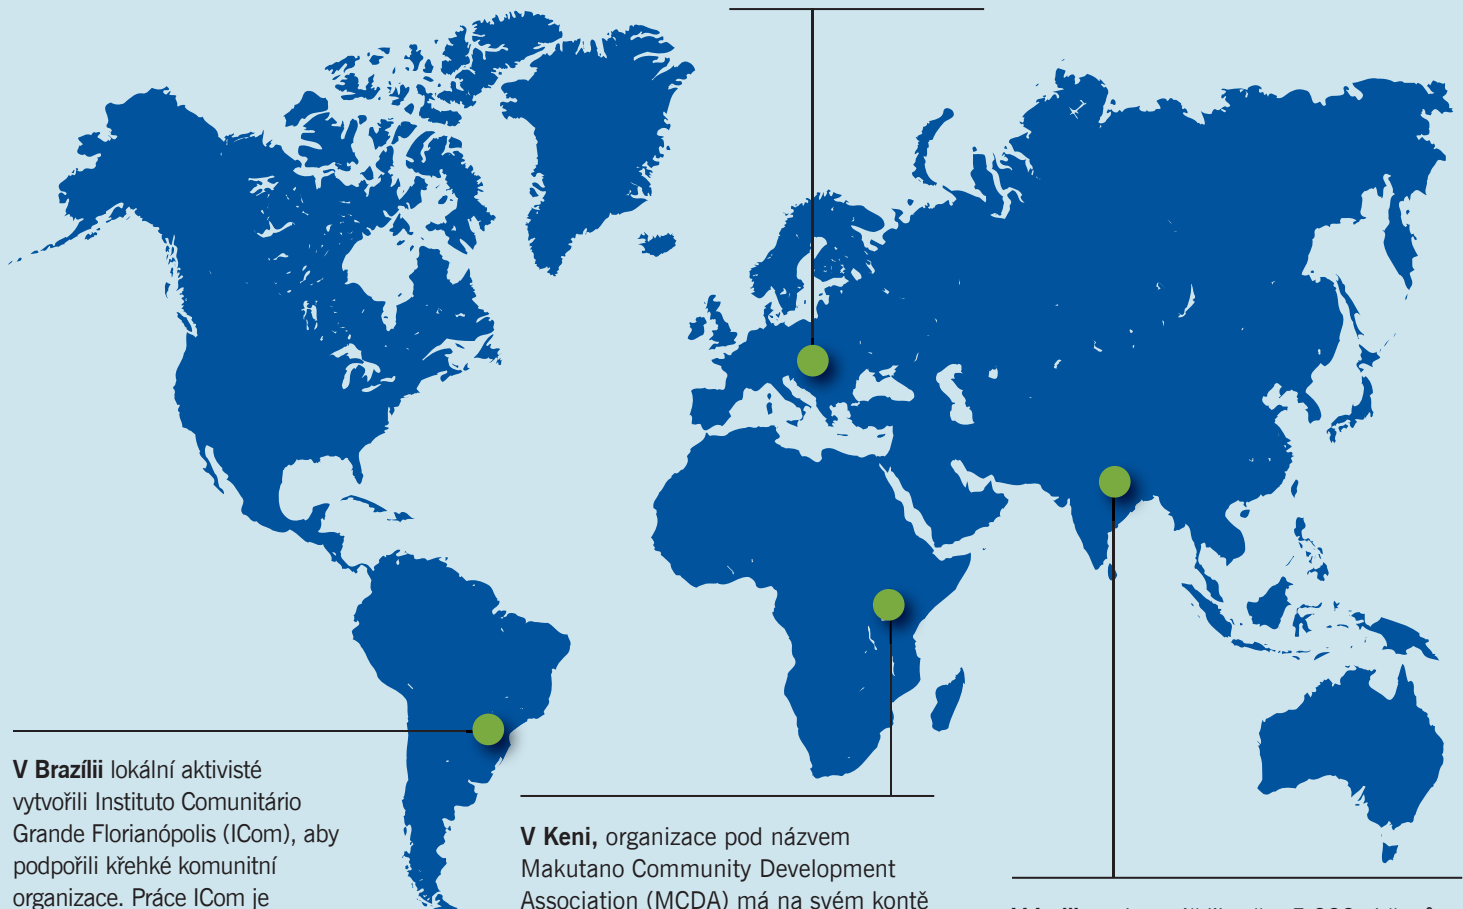 V Brazílii lokální aktivisté
vytvořili Instituto Comunitário
Grande Florianópolis (ICom), aby
podpořili křehké komunitní
organizace. Práce ICom je
V Keni, organizace pod názvem
Makutano Community Development
Association (MCDA) má na svém kontě